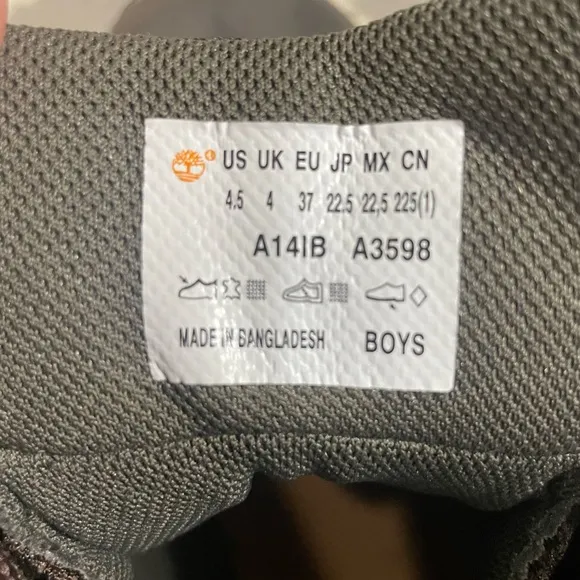 US UK EU JP MX CN
4.5 4 37 22.5 22,5 225(1)
A14IB A3598
MADE IN BANGLADESH BOYS